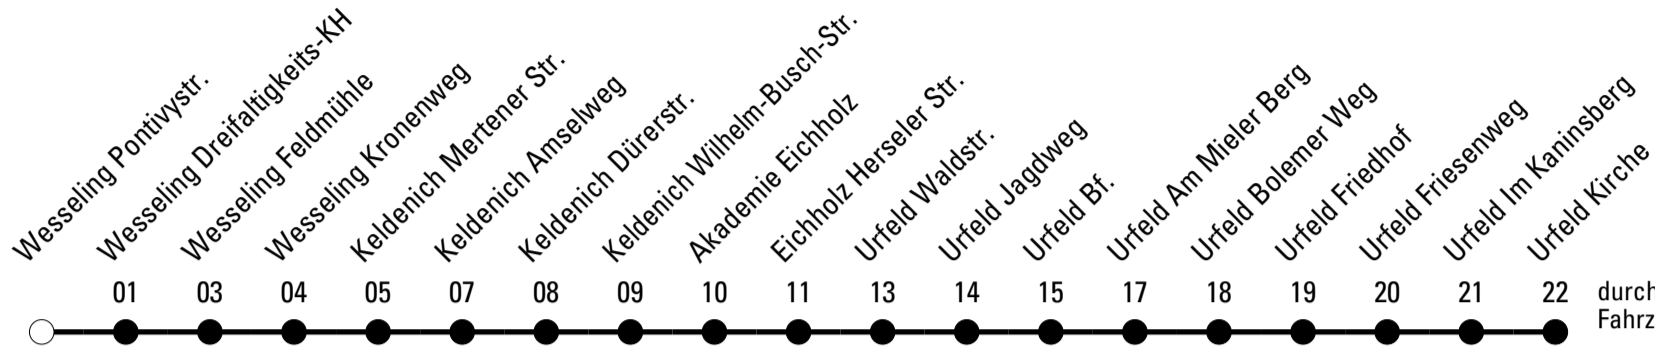 Wesseling Pontivystr.
Wesseling Dreifaltigkeits-KH
Wesseling Feldmühle
Wesseling Kronenweg
Keldenich Mertener Str.
Keldenich Amselweg
Keldenich Dürerstr.
Keldenich Wilhelm-Busch-Str.
Akademie Eichholz
Eichholz Herseler Str.
Urfeld Waldstr.
Urfeld Jagdweg
Urfeld Bf.
Urfeld Am Mieler Berg
Urfeld Bolemer Weg
Urfeld Friedhof
Urfeld Friesenweg
Urfeld Im Kaninsberg
Urfeld Kirche
01 03 04 05 07 08 09 10 11 13 14 15 17 18 19 20 21 22
durch
Fahrz